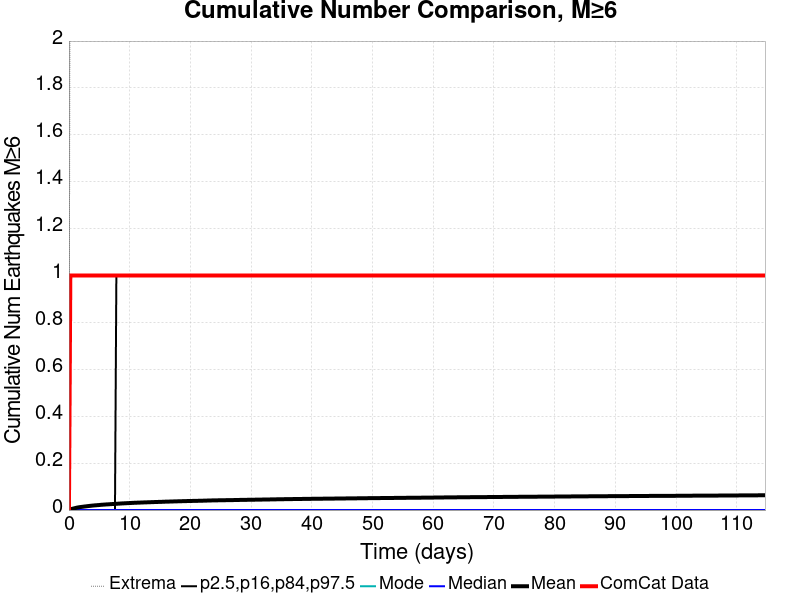 Cumulative Number Comparison, M≥6
Cumulative Num Earthquakes M≥6
2
1.8
1.6
1.4
1.2
1
0.8
0.6
0.4
0.2
0
0 10 20 30 40 50 60 70 80 90 100 110
Time (days)
Extrema p2.5,p16,p84,p97.5 Mode Median Mean ComCat Data